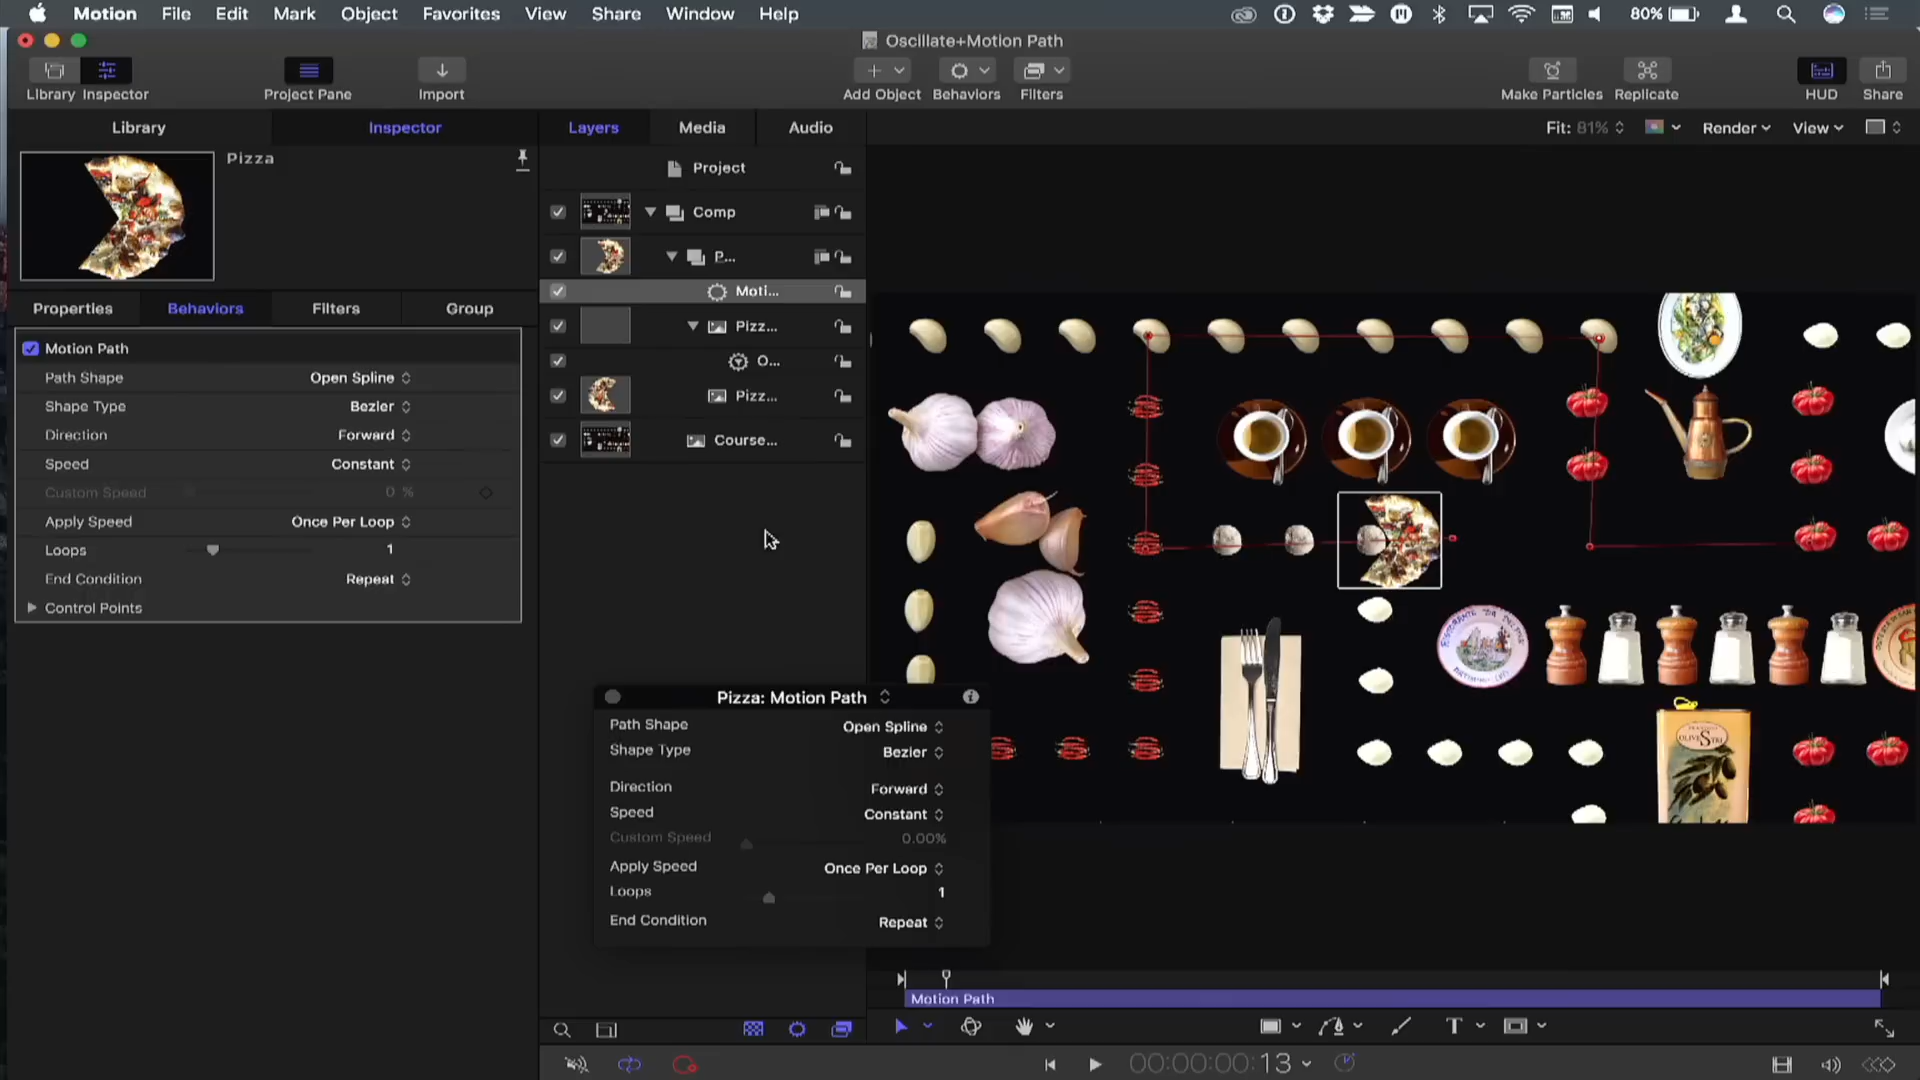 Motion File Edit Mark Object Favorites View Share Window Help 80%
Oscillate+Motion Path
Library Inspector Project Pane Import Add Object Behaviors Filters Make Particles Replicate HUD Share
Library Inspector Layers Media Audio Fit: 81% Render View
Pizza
Project
Comp
P...
Moti...
Pizz...
O...
Pizz...
Course...
Properties Behaviors Filters Group
Motion Path
Path Shape Open Spline
Shape Type Bezier
Direction Forward
Speed Constant
Custom Speed 0 %
Apply Speed Once Per Loop
Loops 1
End Condition Repeat
Control Points
Pizza: Motion Path
Path Shape Open Spline
Shape Type Bezier
Direction Forward
Speed Constant
Custom Speed 0.00%
Apply Speed Once Per Loop
Loops 1
End Condition Repeat
Motion Path
T
00:00:00:13